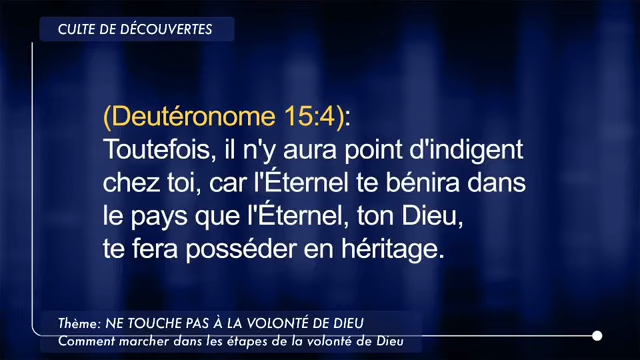 CULTE DE DÉCOUVERTES
(Deutéronome 15:4):
Toutefois, il n'y aura point d'indigent
chez toi, car l'Éternel te bénira dans
le pays que l'Éternel, ton Dieu,
te fera posséder en héritage.
Thème: NE TOUCHE PAS À LA VOLONTÉ DE DIEU
Comment marcher dans les étapes de la volonté de Dieu